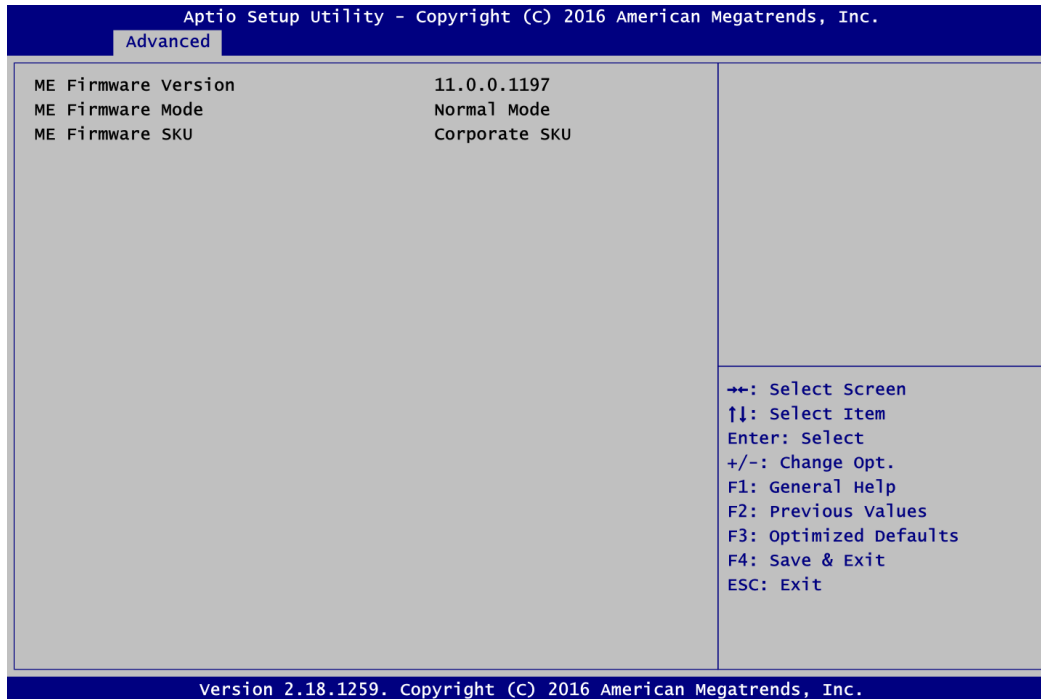 Aptio Setup Utility – Copyright (C) 2016 American Megatrends, Inc.
Advanced
ME Firmware Version 11.0.0.1197
ME Firmware Mode Normal Mode
ME Firmware SKU Corporate SKU
→←: Select Screen
↑↓: Select Item
Enter: Select
+/-: Change Opt.
F1: General Help
F2: Previous Values
F3: Optimized Defaults
F4: Save & Exit
ESC: Exit
Version 2.18.1259. Copyright (C) 2016 American Megatrends, Inc.